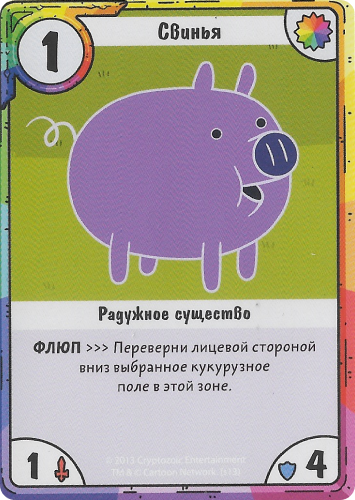 Свинья
1
Радужное существо
ФЛЮП >>> Переверни лицевой стороной
вниз выбранное кукурузное
поле в этой зоне.
© 2013 Cryptozoic Entertainment
TM & © Cartoon Network. (s13)
1
4